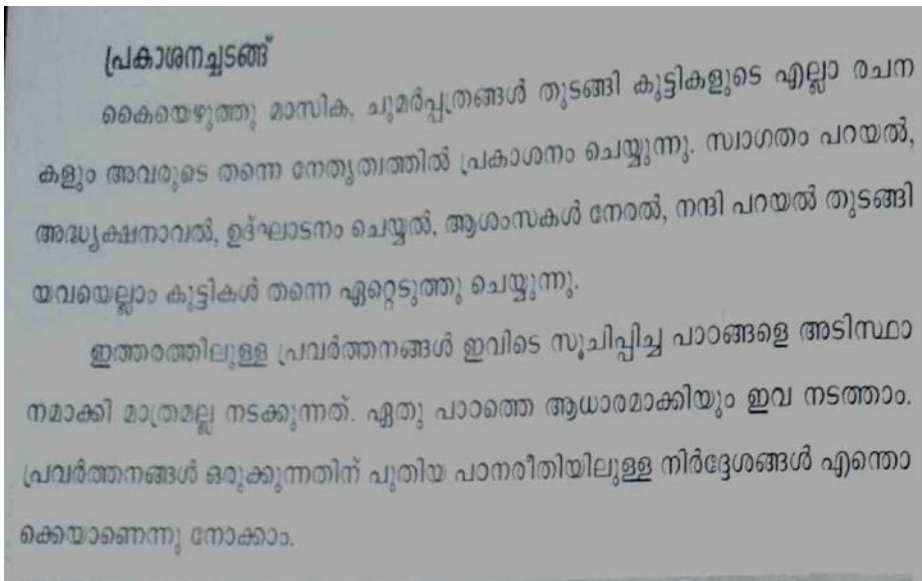 പ്രകാശനച്ചടങ്ങ്
കൈയെഴുത്തു മാസിക, ചുമർപ്പത്രങ്ങൾ തുടങ്ങി കുട്ടികളുടെ എല്ലാ രചന
കളും അവരുടെ തന്നെ നേതൃത്വത്തിൽ പ്രകാശനം ചെയ്യുന്നു. സ്വാഗതം പറയൽ,
അദ്ധ്യക്ഷനാവൽ, ഉദ്ഘാടനം ചെയ്യൽ, ആശംസകൾ നേരൽ, നന്ദി പറയൽ തുടങ്ങി
യവയെല്ലാം കുട്ടികൾ തന്നെ ഏറ്റെടുത്തു ചെയ്യുന്നു.
ഇത്തരത്തിലുള്ള പ്രവർത്തനങ്ങൾ ഇവിടെ സൂചിപ്പിച്ച പാഠങ്ങളെ അടിസ്ഥാ
നമാക്കി മാത്രമല്ല നടക്കുന്നത്. ഏതു പാഠത്തെ ആധാരമാക്കിയും ഇവ നടത്താം.
പ്രവർത്തനങ്ങൾ ഒരുക്കുന്നതിന് പുതിയ പഠനരീതിയിലുള്ള നിർദ്ദേശങ്ങൾ എന്തൊ
ക്കെയാണെന്നു നോക്കാം.